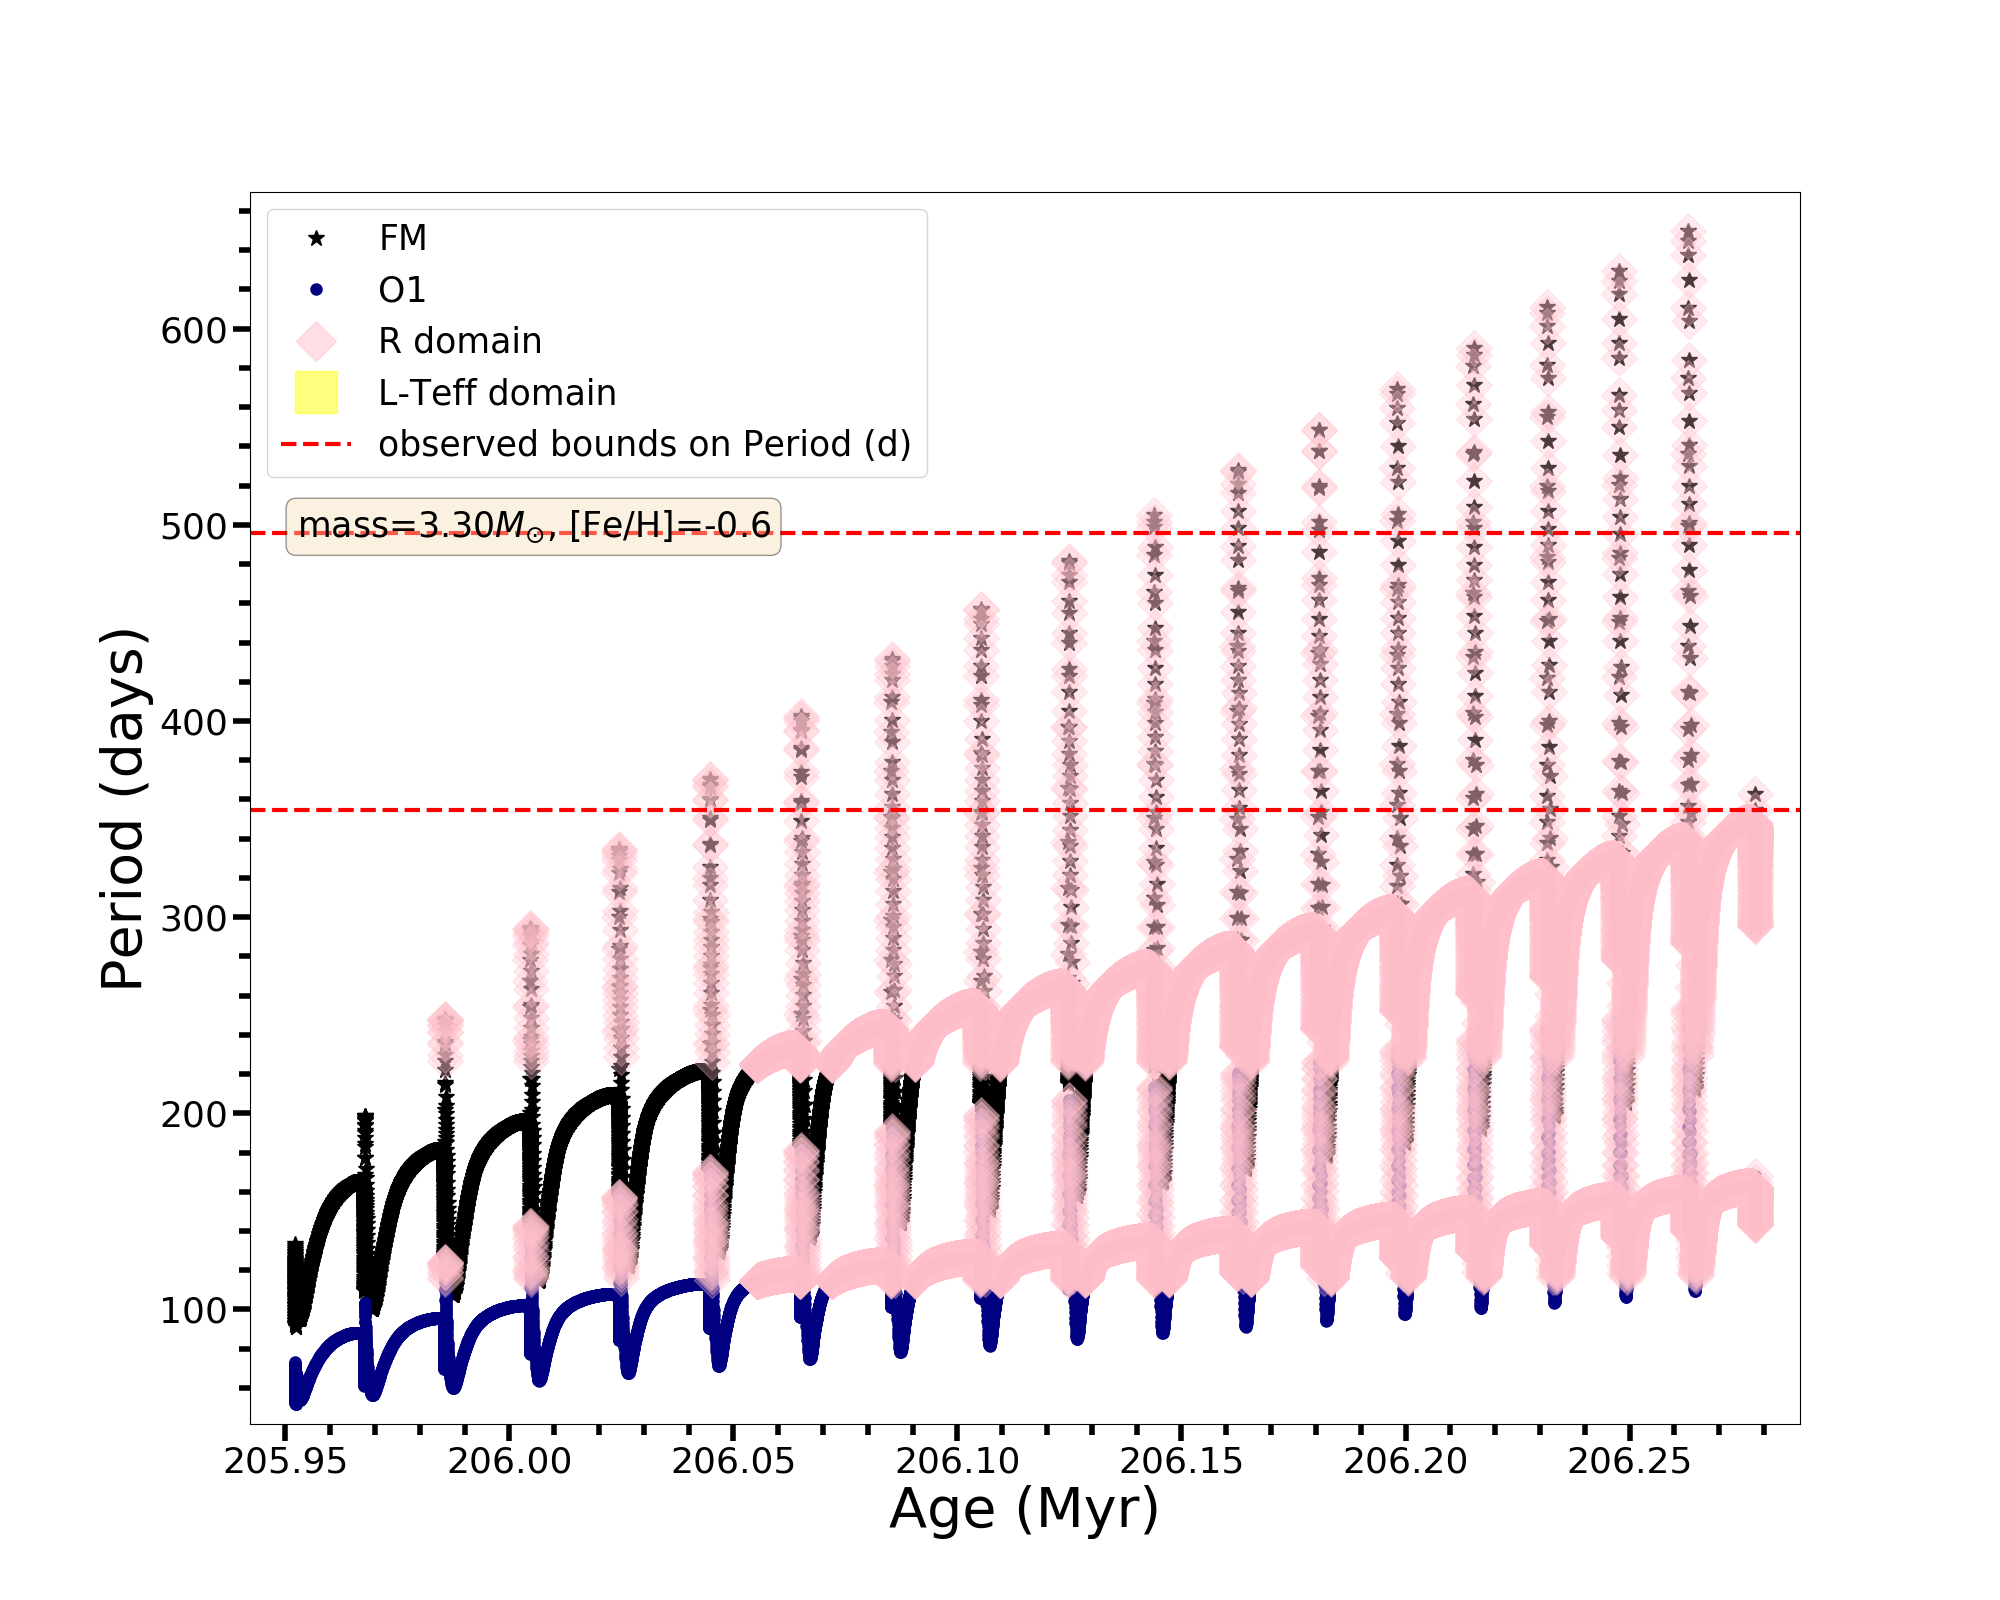 FM
O1
R domain
L-Teff domain
observed bounds on Period (d)
mass=3.30M⊙, [Fe/H]=-0.6
600
500
400
300
200
100
Period (days)
205.95 206.00 206.05 206.10 206.15 206.20 206.25
Age (Myr)